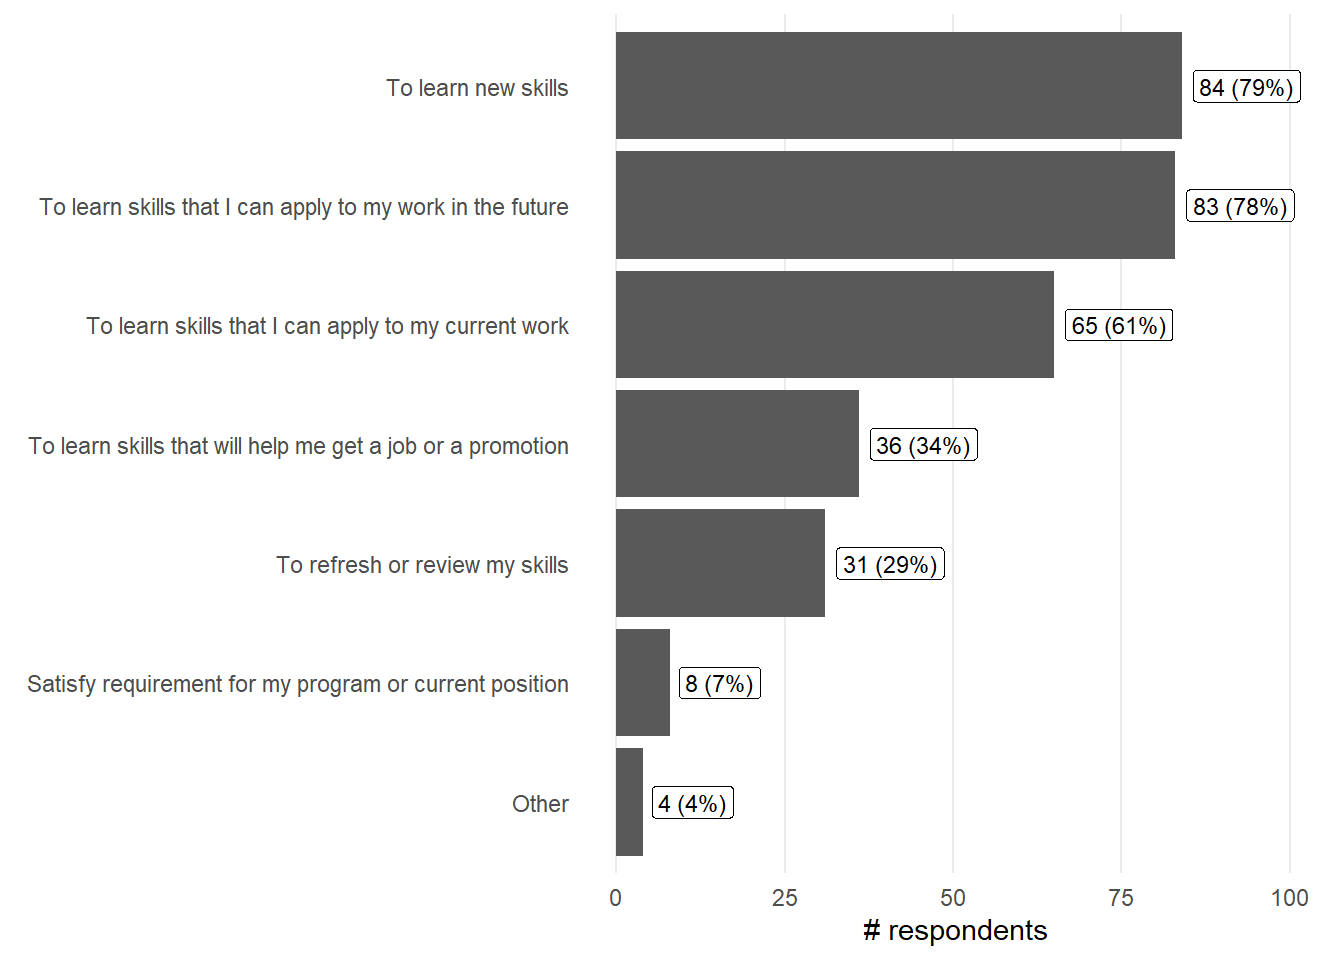 To learn new skills
84 (79%)
To learn skills that I can apply to my work in the future
83 (78%)
To learn skills that I can apply to my current work
65 (61%)
To learn skills that will help me get a job or a promotion
36 (34%)
To refresh or review my skills
31 (29%)
Satisfy requirement for my program or current position
8 (7%)
Other
4 (4%)
0 25 50 75 100
# respondents